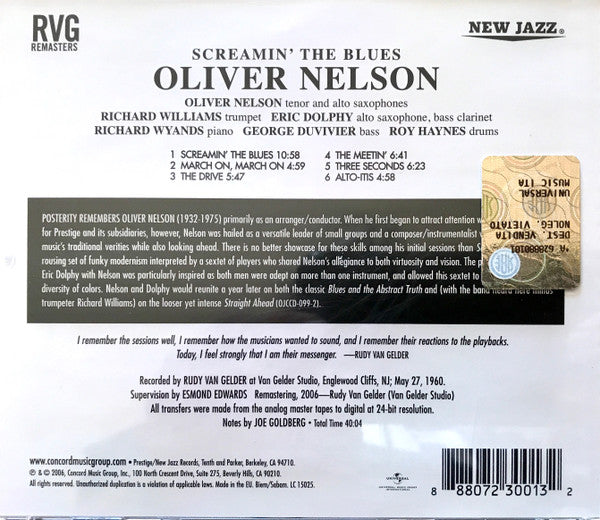 RVG
REMASTERS
NEW JAZZ®
SCREAMIN' THE BLUES
OLIVER NELSON
OLIVER NELSON tenor and alto saxophones
RICHARD WILLIAMS trumpet ERIC DOLPHY alto saxophone, bass clarinet
RICHARD WYANDS piano GEORGE DUVIVIER bass ROY HAYNES drums
1 SCREAMIN' THE BLUES 10:58
2 MARCH ON, MARCH ON 4:59
3 THE DRIVE 5:47
4 THE MEETIN' 6:41
5 THREE SECONDS 6:23
6 ALTO-ITIS 4:58
POSTERITY REMEMBERS OLIVER NELSON (1932-1975) primarily as an arranger/conductor. When he first began to attract attention
for Prestige and its subsidiaries, however, Nelson was hailed as a versatile leader of small groups and a composer/instrumentalist
music's traditional verities while also looking ahead. There is no better showcase for these skills among his initial sessions than
rousing set of funky modernism interpreted by a sextet of players who shared Nelson's allegiance to both virtuosity and vision. The
Eric Dolphy with Nelson was particularly inspired as both men were adept on more than one instrument, and allowed this sextet to
diversity of colors. Nelson and Dolphy would reunite a year later on both the classic Blues and the Abstract Truth and (with the band heard here minus
trumpeter Richard Williams) on the looser yet intense Straight Ahead (OJCCD-099-2).
UNIVERSAL
MUSIC ITA
DEST. VENDITA
NOLEG. VIETATO
I remember the sessions well, I remember how the musicians wanted to sound, and I remember their reactions to the playbacks.
Today, I feel strongly that I am their messenger. —RUDY VAN GELDER
Recorded by RUDY VAN GELDER at Van Gelder Studio, Englewood Cliffs, NJ; May 27, 1960.
Supervision by ESMOND EDWARDS Remastering, 2006—Rudy Van Gelder (Van Gelder Studio)
All transfers were made from the analog master tapes to digital at 24-bit resolution.
Notes by JOE GOLDBERG • Total Time 40:04
www.concordmusicgroup.com • Prestige/New Jazz Records, Tenth and Parker, Berkeley, CA 94710.
℗ & © 2006, Concord Music Group, Inc., 100 North Crescent Drive, Suite 275, Beverly Hills, CA 90210.
All rights reserved. Unauthorized duplication is a violation of applicable laws. Made in the EU. Biem/Sabam. LC 15025.
UNIVERSAL
8 88072 30013 2